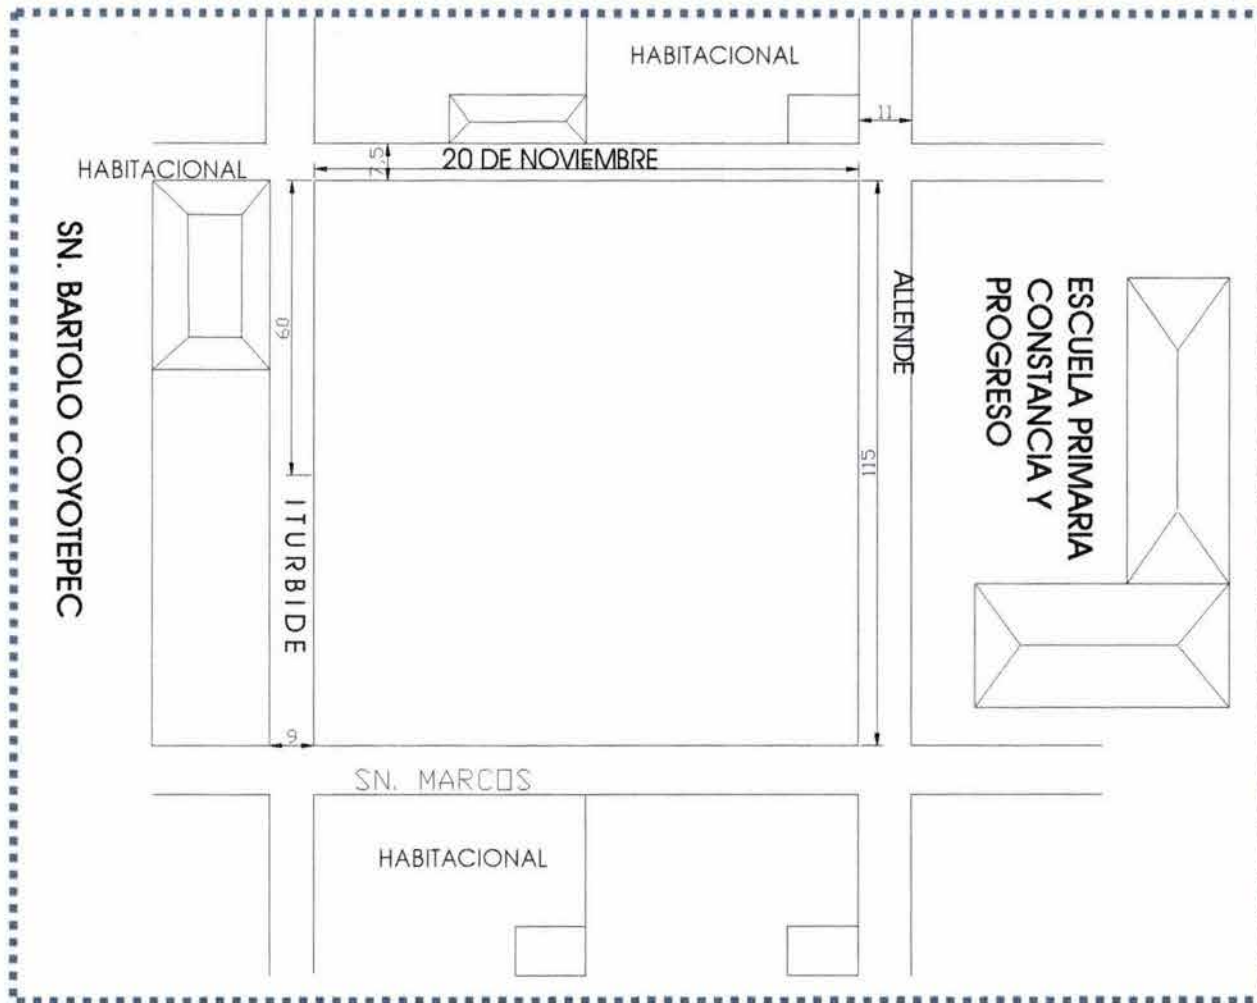 HABITACIONAL
11
7.5
20 DE NOVIEMBRE
HABITACIONAL
SN. BARTOLO COYOTEPEC
60
ITURBIDE
9
ALLENDE
115
ESCUELA PRIMARIA
CONSTANCIA Y
PROGRESO
SN. MARCOS
HABITACIONAL